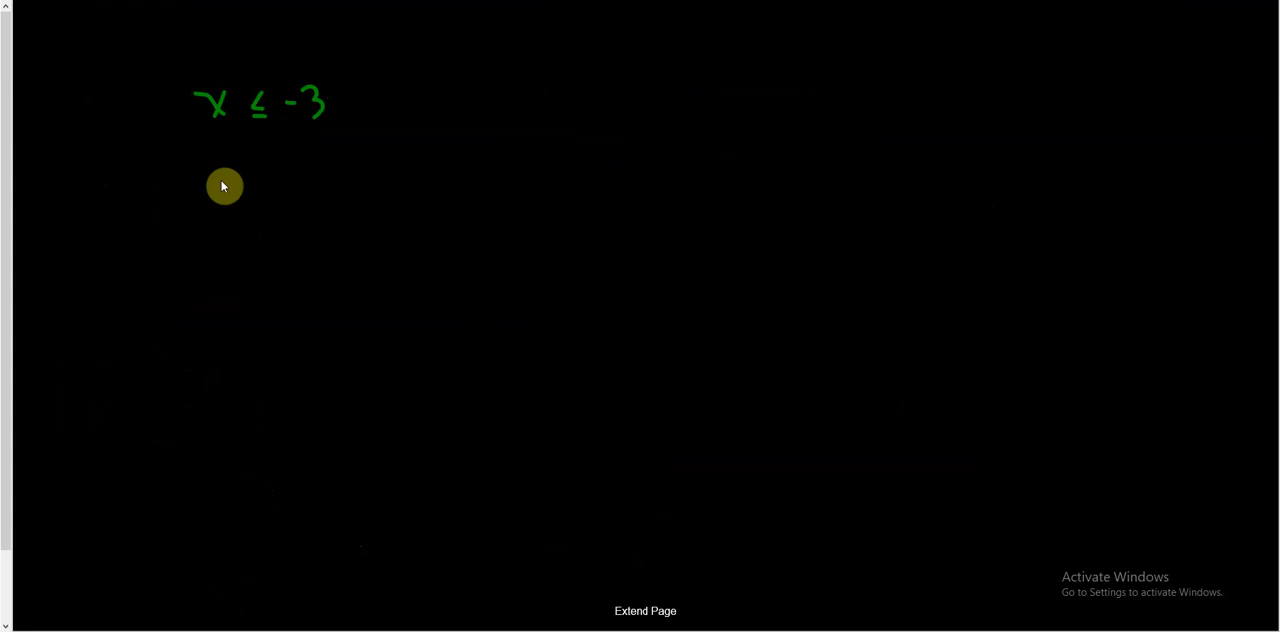 x ≤ -3
Activate Windows
Go to Settings to activate Windows.
Extend Page